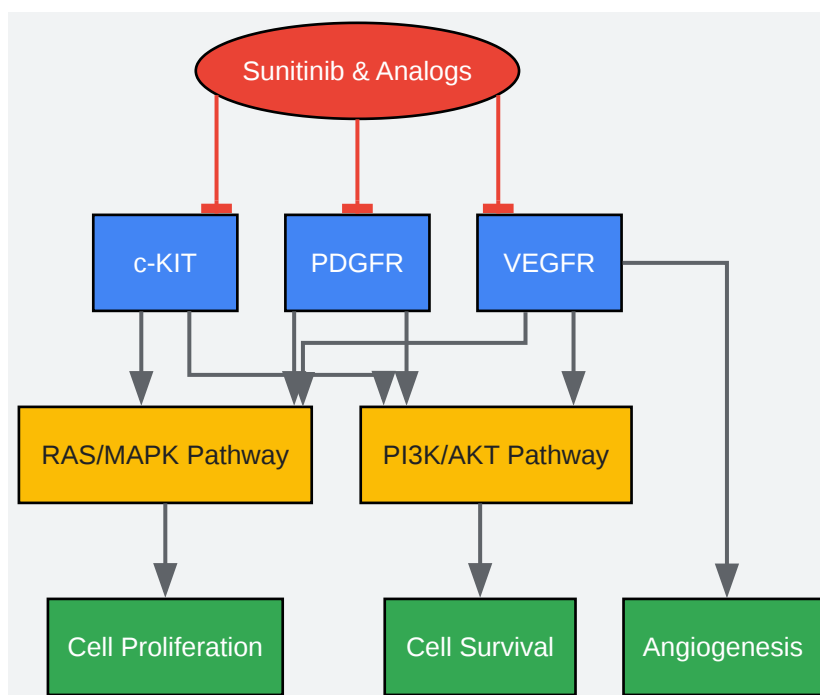 Sunitinib & Analogs
c-KIT
PDGFR
VEGFR
RAS/MAPK Pathway
PI3K/AKT Pathway
Cell Proliferation
Cell Survival
Angiogenesis